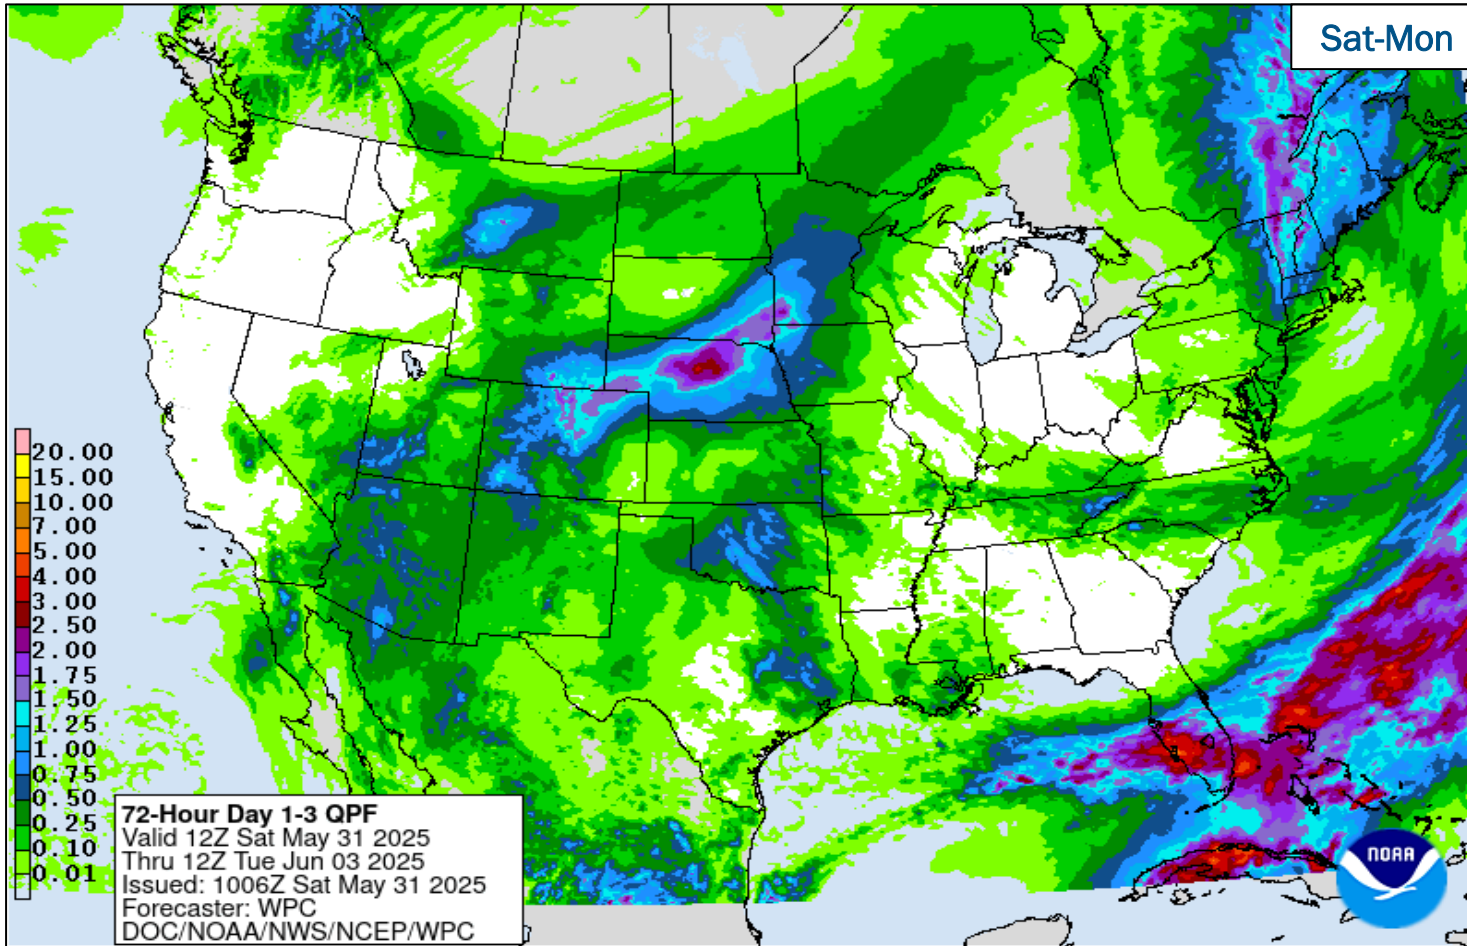 Sat-Mon
20.00
15.00
10.00
7.00
5.00
4.00
3.00
2.50
2.00
1.75
1.50
1.25
1.00
0.75
0.50
0.25
0.10
0.01
72-Hour Day 1-3 QPF
Valid 12Z Sat May 31 2025
Thru 12Z Tue Jun 03 2025
Issued: 1006Z Sat May 31 2025
Forecaster: WPC
DOC/NOAA/NWS/NCEP/WPC
NOAA